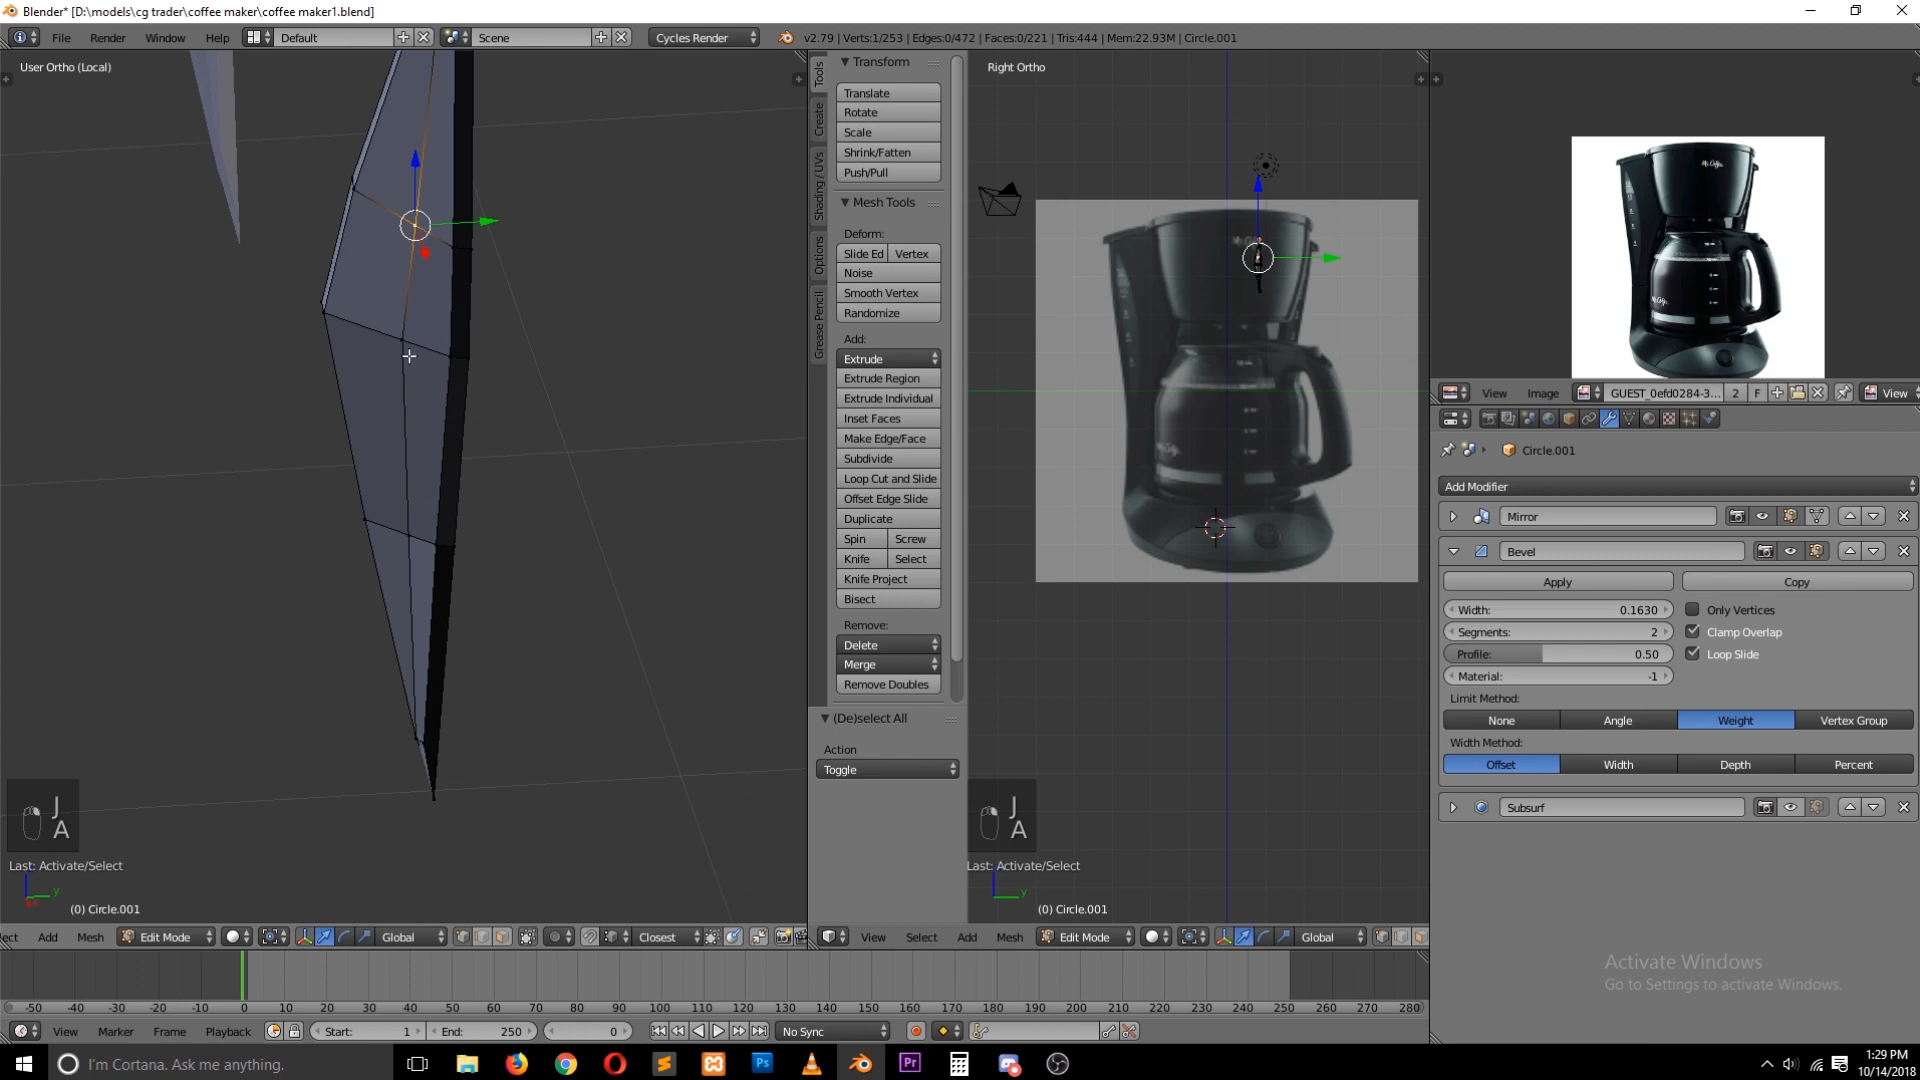 Blender* [D:\models\cg trader\coffee maker\coffee maker1.blend]
File Render Window Help Default Scene Cycles Render v2.79 | Verts:1/253 | Edges:0/472 | Faces:0/221 | Tris:444 | Mem:22.93M | Circle.001
User Ortho (Local)
Right Ortho
Tools
Create
Shading / UVs
Options
Grease Pencil
Transform
Translate
Rotate
Scale
Shrink/Fatten
Push/Pull
Mesh Tools
Deform:
Slide Ed Vertex
Noise
Smooth Vertex
Randomize
Add:
Extrude
Extrude Region
Extrude Individual
Inset Faces
Make Edge/Face
Subdivide
Loop Cut and Slide
Offset Edge Slide
Duplicate
Spin Screw
Knife Select
Knife Project
Bisect
Remove:
Delete
Merge
Remove Doubles
(De)select All
Action
Toggle
J
A
Last: Activate/Select
y
(0) Circle.001
J
A
Last: Activate/Select
y
(0) Circle.001
ect Add Mesh Edit Mode Global Closest
View Select Add Mesh Edit Mode Global
Mr. Coffee
Mr. Coffee
View Image GUEST_0efd0284-3... 2 F View
Circle.001
Add Modifier
Mirror
Bevel
Apply Copy
Width: 0.1630 Only Vertices
Segments: 2 Clamp Overlap
Profile: 0.50 Loop Slide
Material: -1
Limit Method:
None Angle Weight Vertex Group
Width Method:
Offset Width Depth Percent
Subsurf
Activate Windows
Go to Settings to activate Windows.
-50 -40 -30 -20 -10 0 10 20 30 40 50 60 70 80 90 100 110 120 130 140 150 160 170 180 190 200 210 220 230 240 250 260 270 280
View Marker Frame Playback Start: 1 End: 250 0 No Sync
I'm Cortana. Ask me anything.
Ps
Pr
1:29 PM
10/14/2018